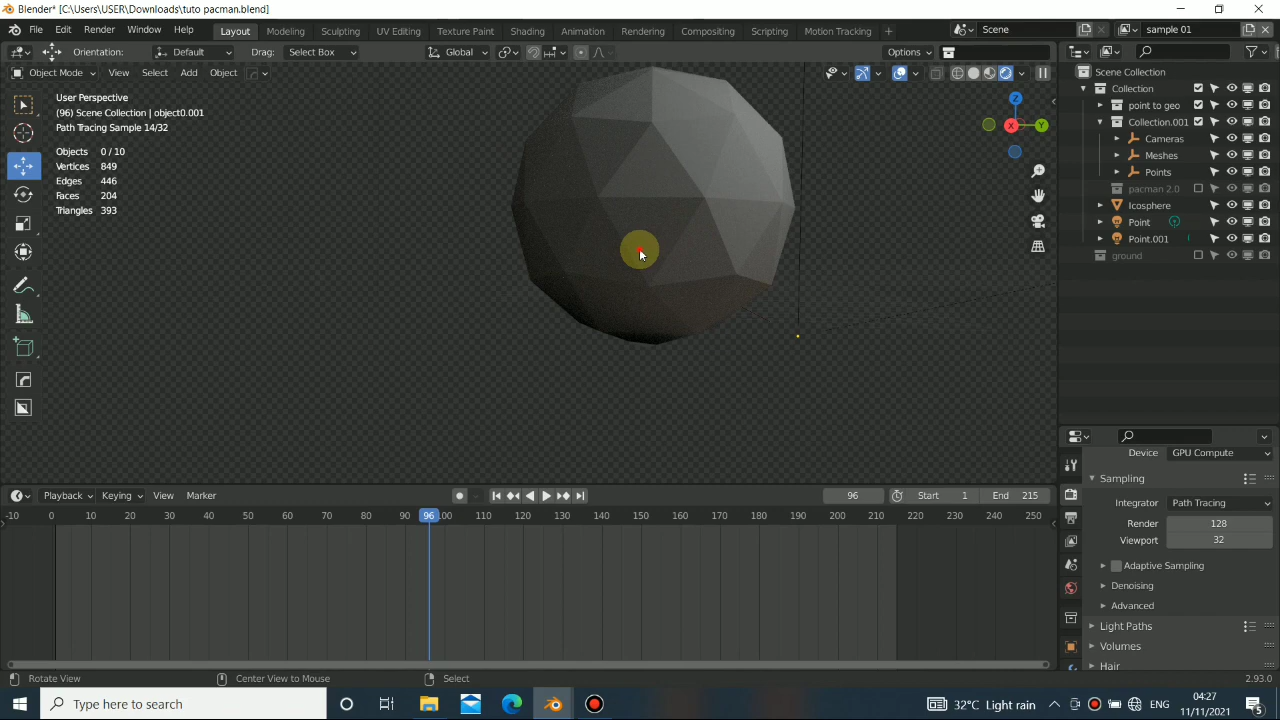 Blender* [C:\Users\USER\Downloads\tuto pacman.blend]
File Edit Render Window Help Layout Modeling Sculpting UV Editing Texture Paint Shading Animation Rendering Compositing Scripting Motion Tracking + Scene sample 01
Orientation: Default Drag: Select Box Global Options
Object Mode View Select Add Object
User Perspective
(96) Scene Collection | object0.001
Path Tracing Sample 14/32
Objects 0 / 10
Vertices 849
Edges 446
Faces 204
Triangles 393
Z
X
Y
Scene Collection
Collection
point to geo
Collection.001
Cameras
Meshes
Points
pacman 2.0
Icosphere
Point
Point.001
ground
Device GPU Compute
Sampling
Integrator Path Tracing
Render 128
Viewport 32
Adaptive Sampling
Denoising
Advanced
Light Paths
Volumes
Hair
Playback Keying View Marker 96 Start 1 End 215
-10 0 10 20 30 40 50 60 70 80 90 96 100 110 120 130 140 150 160 170 180 190 200 210 220 230 240 250
Rotate View Center View to Mouse Select 2.93.0
Type here to search 32°C Light rain ENG 04:27 11/11/2021 5